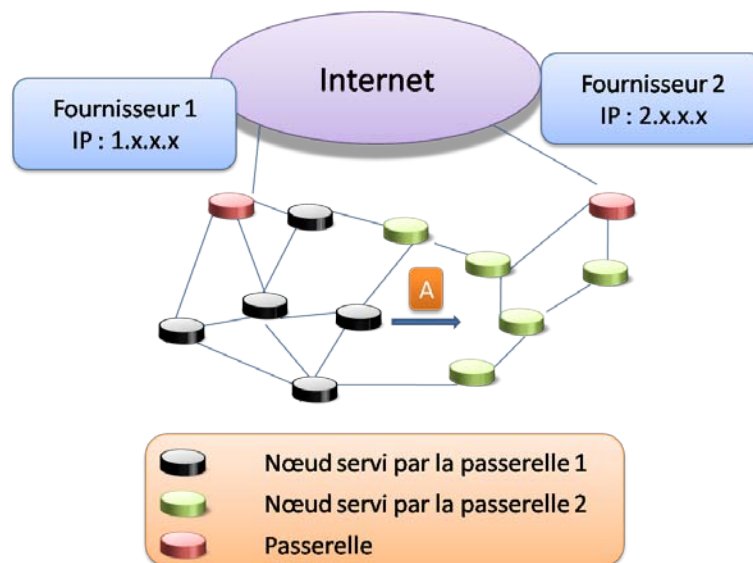 Internet
Fournisseur 1
IP : 1.x.x.x
Fournisseur 2
IP : 2.x.x.x
A
Nœud servi par la passerelle 1
Nœud servi par la passerelle 2
Passerelle